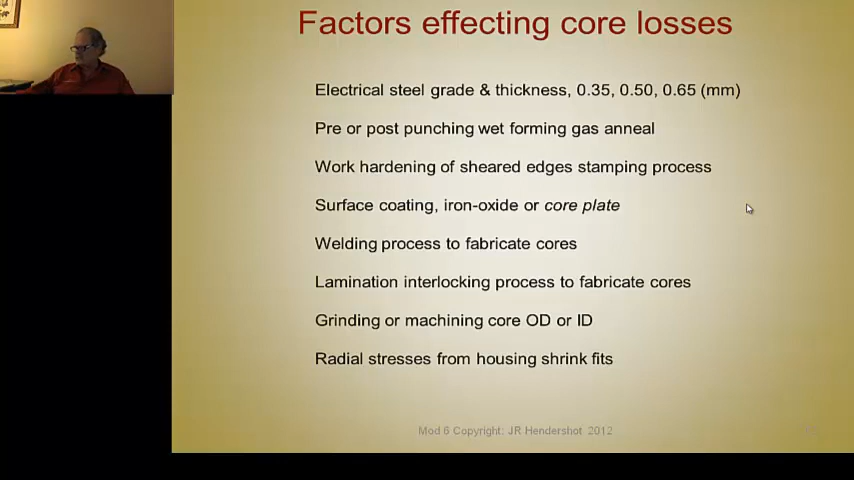 Factors effecting core losses
Electrical steel grade & thickness, 0.35, 0.50, 0.65 (mm)
Pre or post punching wet forming gas anneal
Work hardening of sheared edges stamping process
Surface coating, iron-oxide or core plate
Welding process to fabricate cores
Lamination interlocking process to fabricate cores
Grinding or machining core OD or ID
Radial stresses from housing shrink fits
Mod 6 Copyright: JR Hendershot 2012